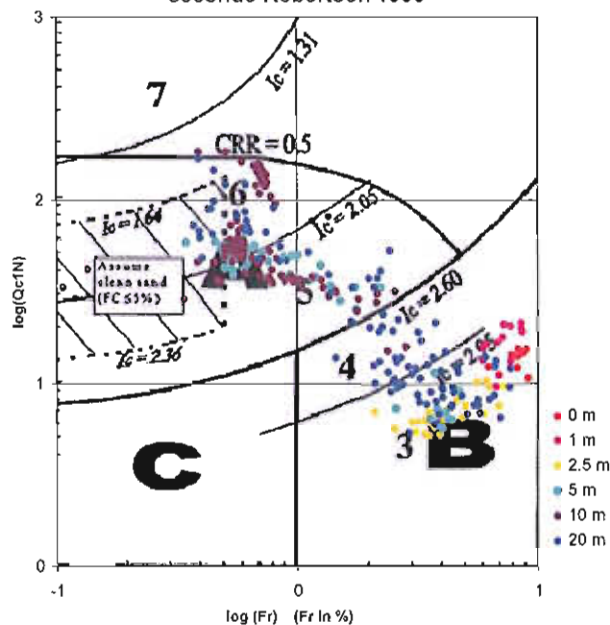 3
Ic = 1.31
7
CRR = 0.5
2
6
Ic = 1.64
Ic = 2.05
Assume
clean sand
(FC ≤5%)
5
Ic = 2.60
log(Qc1N)
Ic = 2.36
4
Ic = 2.95
1
3
B
C
0 m
1 m
2.5 m
5 m
10 m
20 m
0
-1
0
1
log (Fr) (Fr In %)